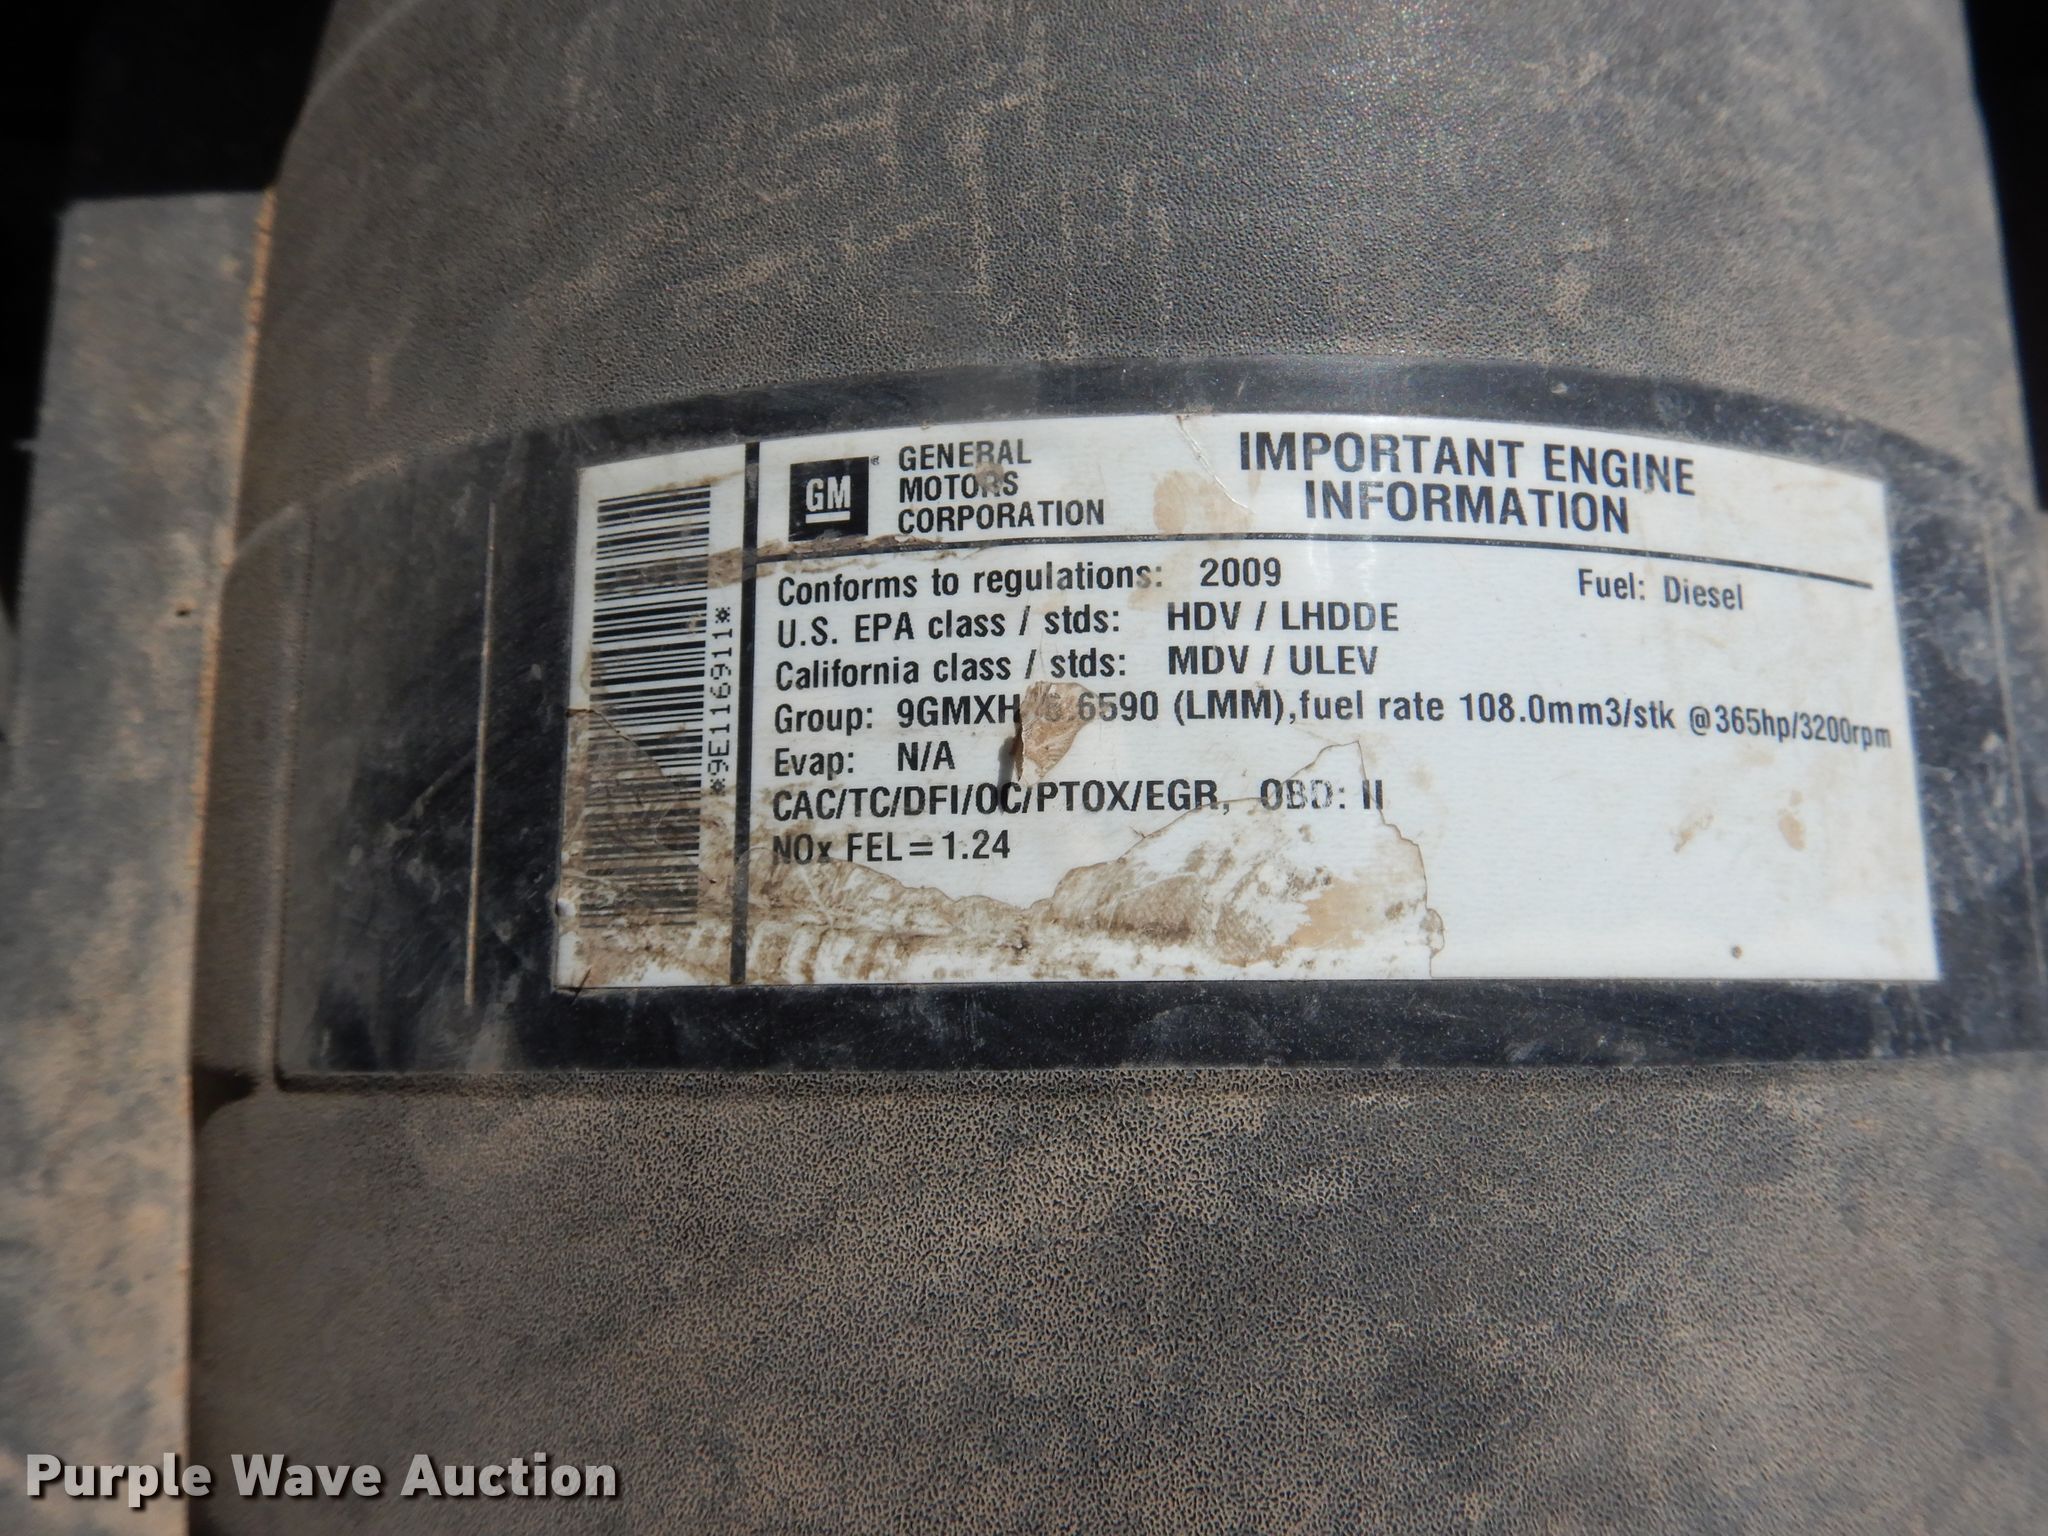 GM
GENERAL
MOTORS
CORPORATION
IMPORTANT ENGINE
INFORMATION
Conforms to regulations: 2009
Fuel: Diesel
U.S. EPA class / stds: HDV / LHDDE
California class / stds: MDV / ULEV
Group: 6590 (LMM),fuel rate 108.0mm3/stk @365hp/3200rpm
Evap: N/A
CAC/TC/DFI/OC/PTOX/EGR, OBD: II
NOx FEL=1.24
*9E116911*
Purple Wave Auction